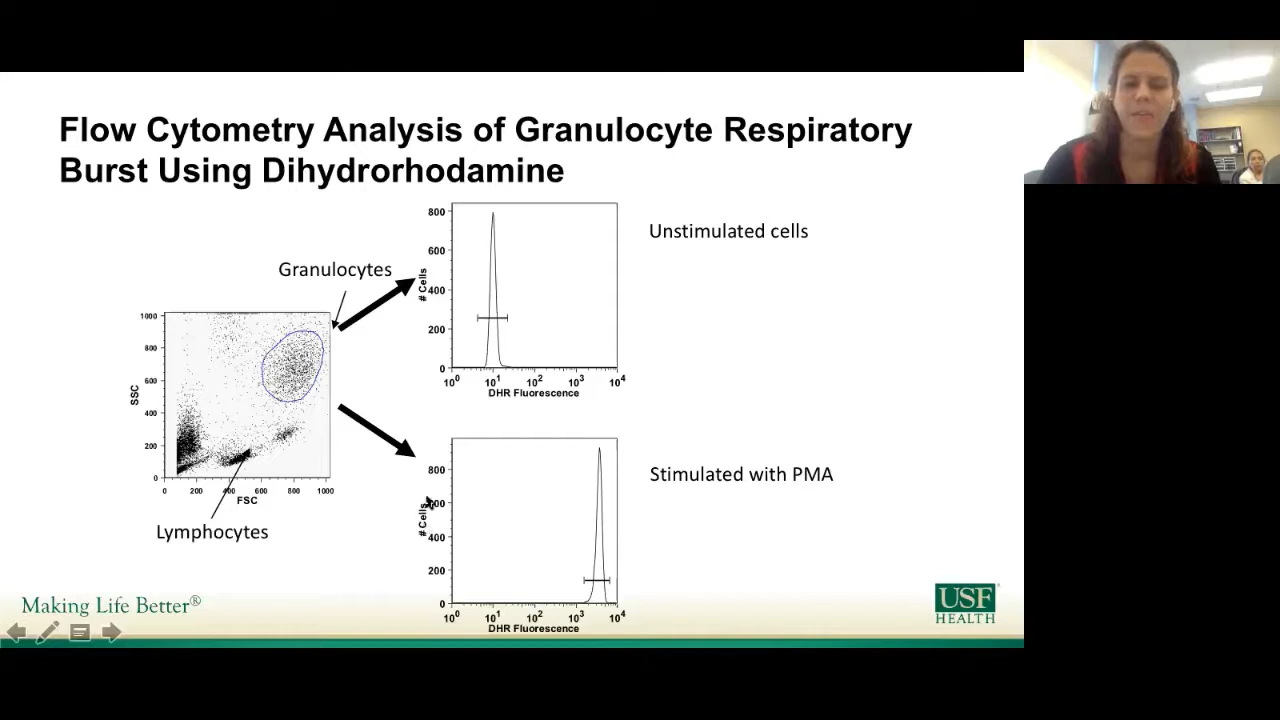 Flow Cytometry Analysis of Granulocyte Respiratory
Burst Using Dihydrorhodamine
Granulocytes
1000
800
600
400
200
0
SSC
0 200 400 600 800 1000
FSC
Lymphocytes
800
600
400
200
0
# Cells
10⁰ 10¹ 10² 10³ 10⁴
DHR Fluorescence
Unstimulated cells
800
600
400
200
0
# Cells
10⁰ 10¹ 10² 10³ 10⁴
DHR Fluorescence
Stimulated with PMA
Making Life Better®
USF
HEALTH